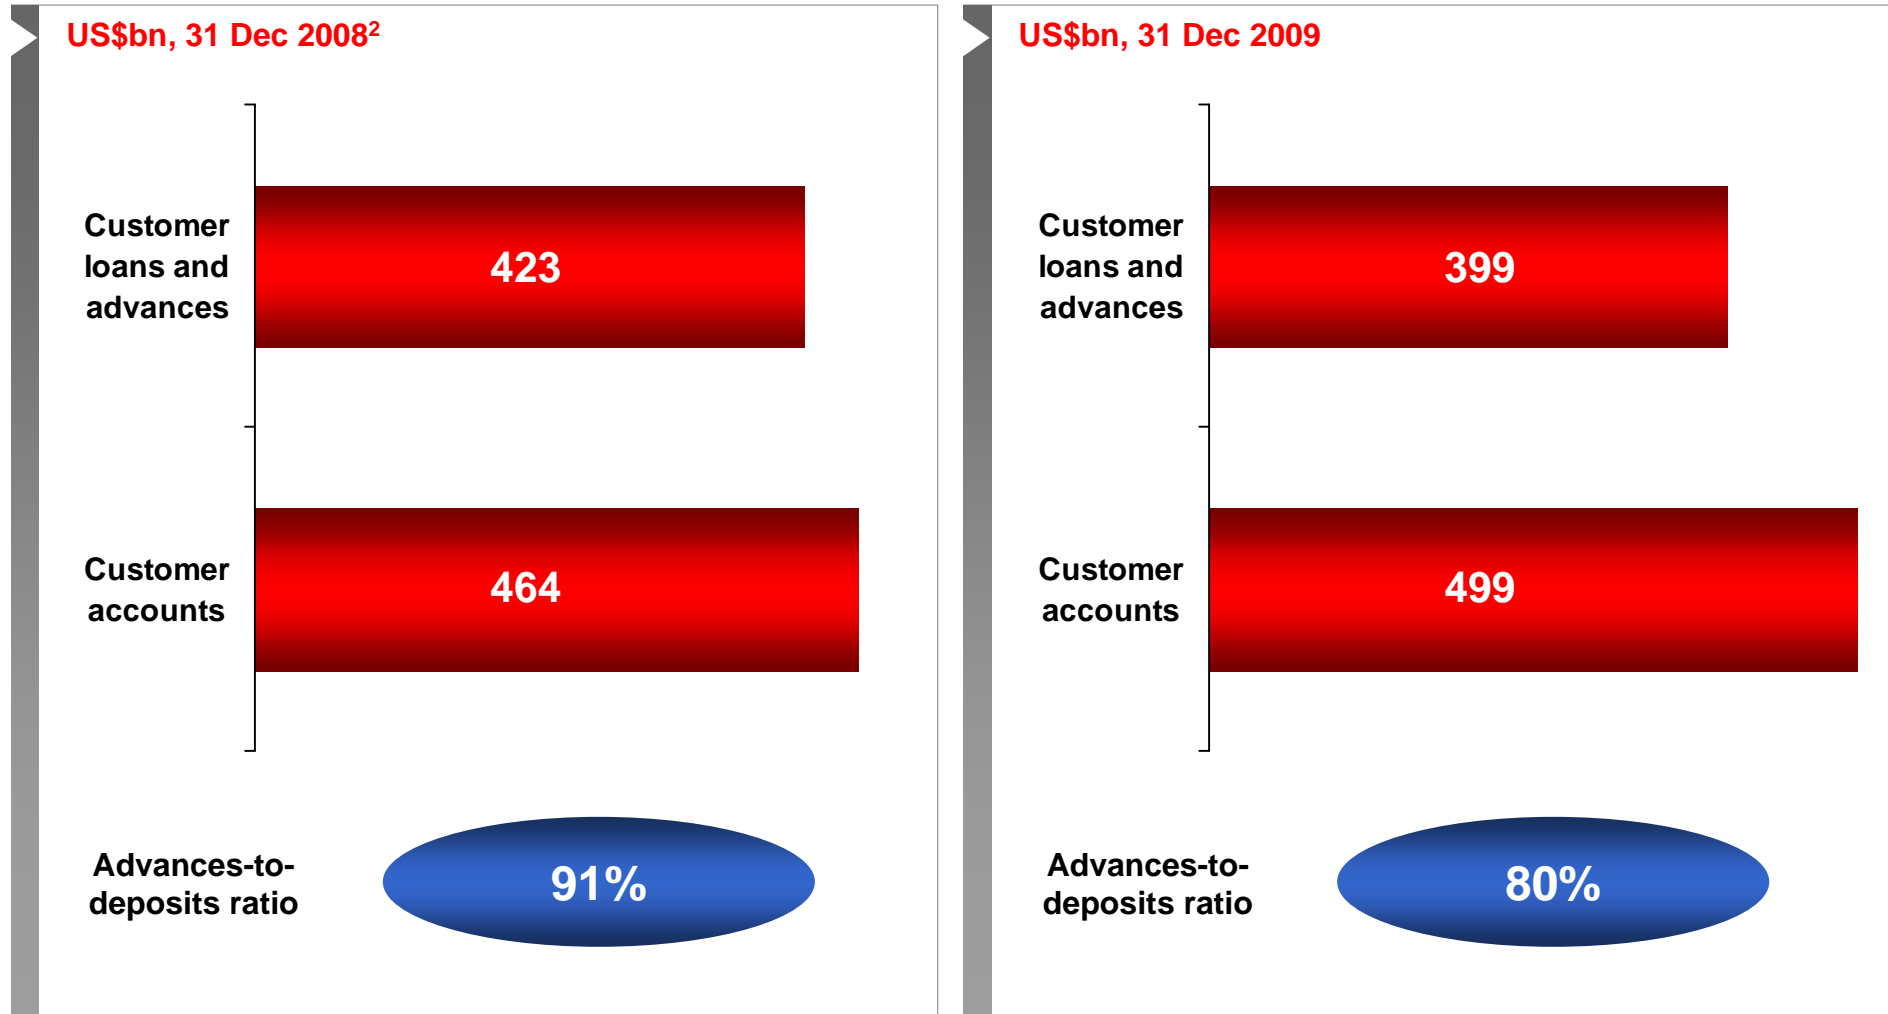 US$bn, 31 Dec 2008²
Customer
loans and
advances
423
Customer
accounts
464
Advances-to-
deposits ratio
91%
US$bn, 31 Dec 2009
Customer
loans and
advances
399
Customer
accounts
499
Advances-to-
deposits ratio
80%